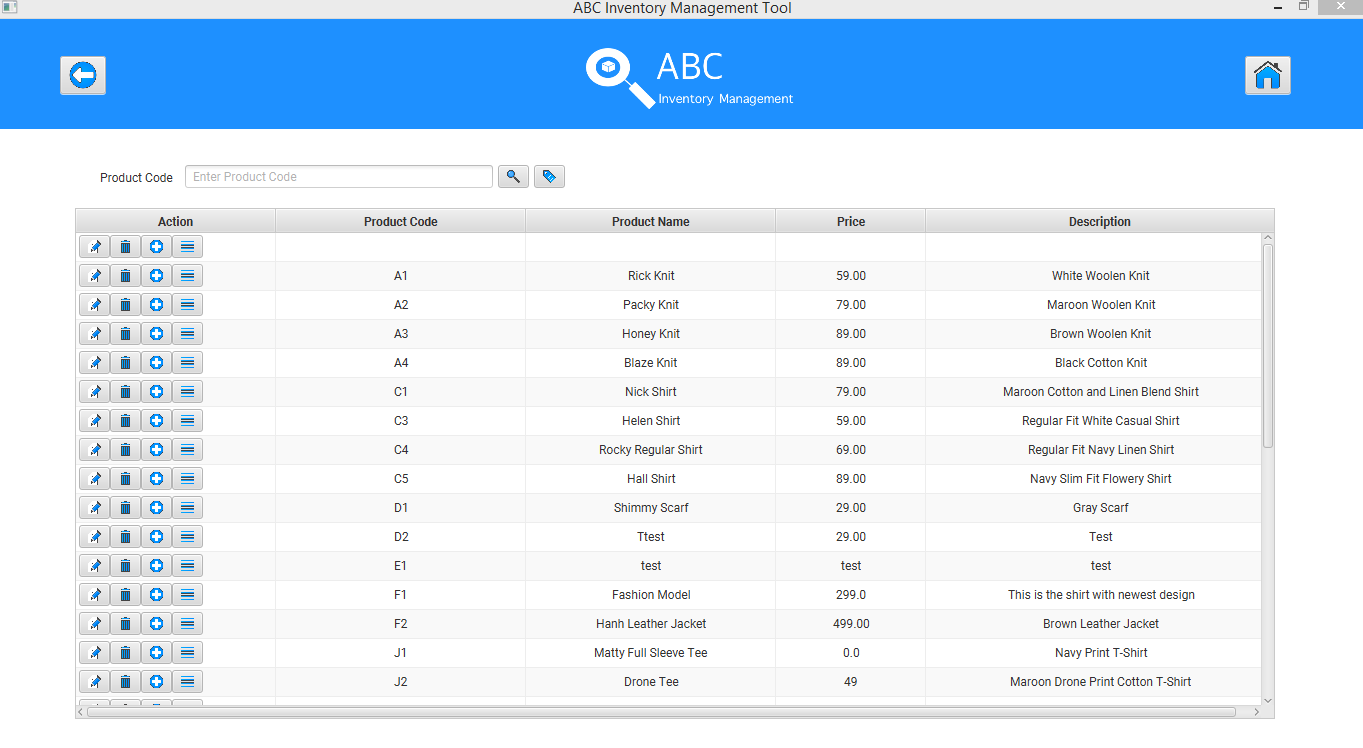 ABC Inventory Management Tool
ABC
Inventory Management
Product Code Enter Product Code
Action Product Code Product Name Price Description
A1 Rick Knit 59.00 White Woolen Knit
A2 Packy Knit 79.00 Maroon Woolen Knit
A3 Honey Knit 89.00 Brown Woolen Knit
A4 Blaze Knit 89.00 Black Cotton Knit
C1 Nick Shirt 79.00 Maroon Cotton and Linen Blend Shirt
C3 Helen Shirt 59.00 Regular Fit White Casual Shirt
C4 Rocky Regular Shirt 69.00 Regular Fit Navy Linen Shirt
C5 Hall Shirt 89.00 Navy Slim Fit Flowery Shirt
D1 Shimmy Scarf 29.00 Gray Scarf
D2 Ttest 29.00 Test
E1 test test test
F1 Fashion Model 299.0 This is the shirt with newest design
F2 Hanh Leather Jacket 499.00 Brown Leather Jacket
J1 Matty Full Sleeve Tee 0.0 Navy Print T-Shirt
J2 Drone Tee 49 Maroon Drone Print Cotton T-Shirt